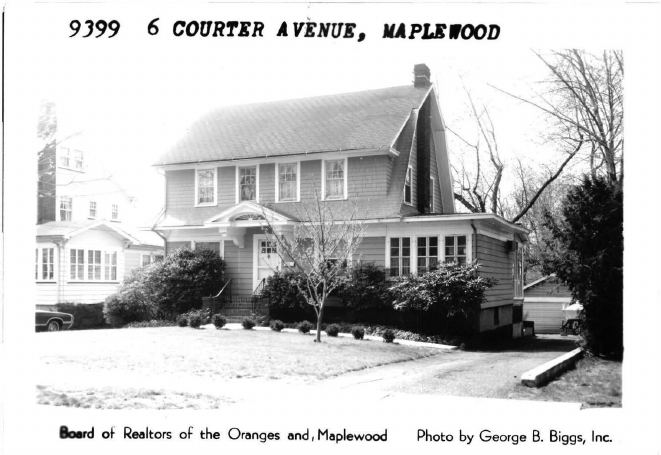 9399 6 COURTER AVENUE, MAPLEWOOD
Board of Realtors of the Oranges and, Maplewood Photo by George B. Biggs, Inc.